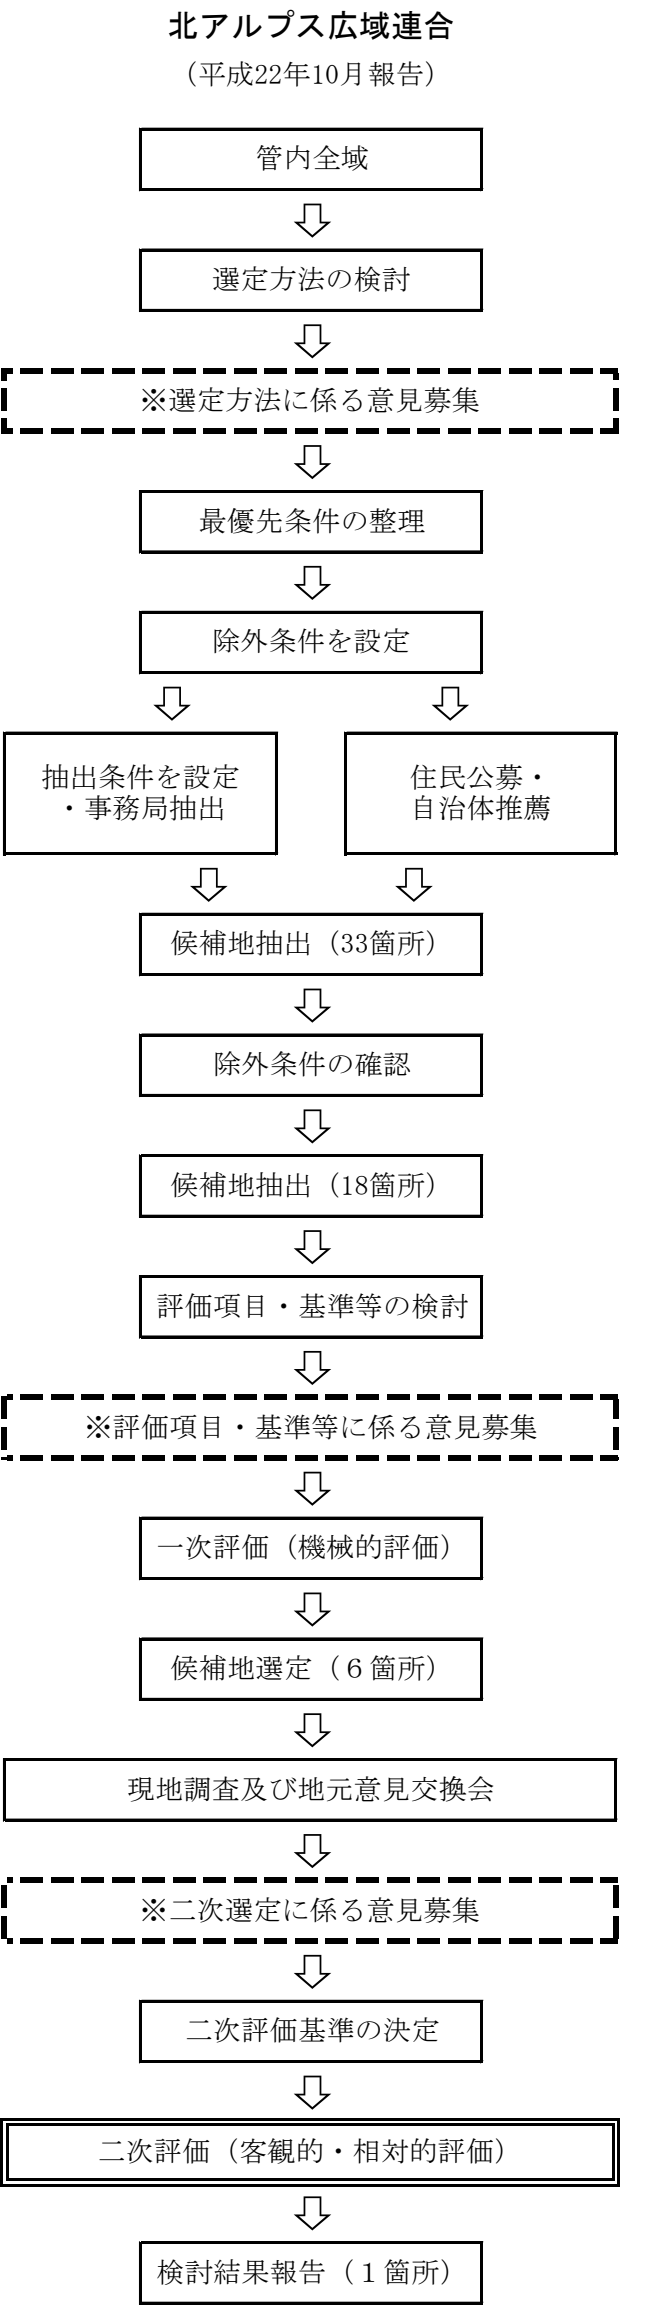 北アルプス広域連合
（平成22年10月報告）
管内全域
選定方法の検討
※選定方法に係る意見募集
最優先条件の整理
除外条件を設定
抽出条件を設定
・事務局抽出
住民公募・
自治体推薦
候補地抽出（33箇所）
除外条件の確認
候補地抽出（18箇所）
評価項目・基準等の検討
※評価項目・基準等に係る意見募集
一次評価（機械的評価）
候補地選定（６箇所）
現地調査及び地元意見交換会
※二次選定に係る意見募集
二次評価基準の決定
二次評価（客観的・相対的評価）
検討結果報告（１箇所）